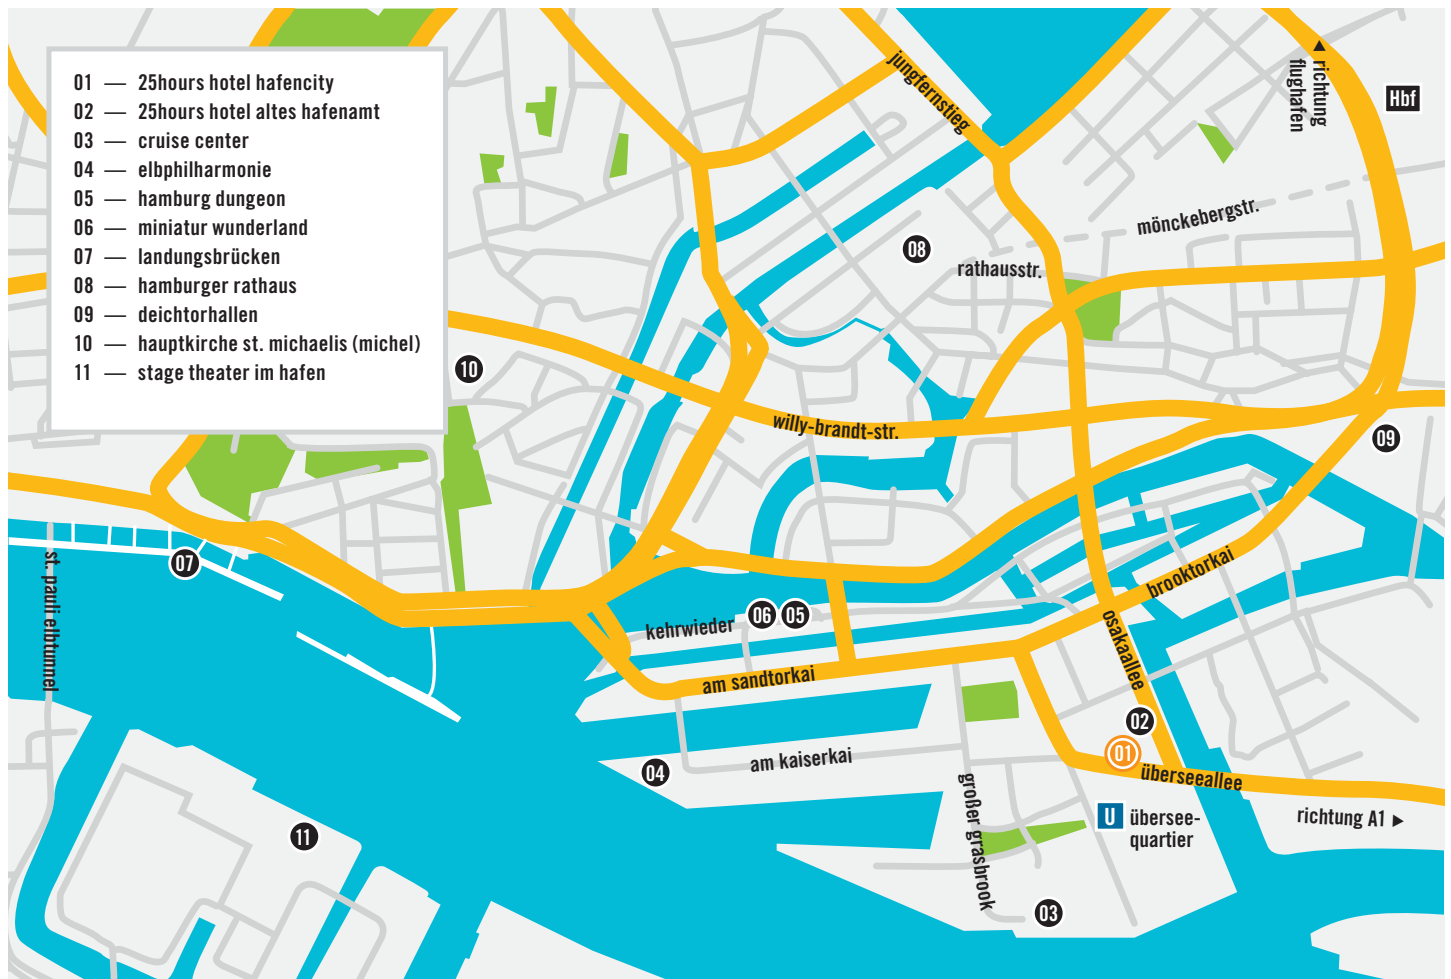 01 — 25hours hotel hafencity
02 — 25hours hotel altes hafenamt
03 — cruise center
04 — elbphilharmonie
05 — hamburg dungeon
06 — miniatur wunderland
07 — landungsbrücken
08 — hamburger rathaus
09 — deichtorhallen
10 — hauptkirche st. michaelis (michel)
11 — stage theater im hafen
jungfernstieg
▲ richtung
flughafen
Hbf
mönckebergstr.
08
rathausstr.
10
willy-brandt-str.
09
07
st. pauli elbtunnel
brooktorkai
06
05
kehrwieder
osakaallee
am sandtorkai
02
01
04
am kaiserkai
überseeallee
großer grasbrook
U
übersee-
quartier
richtung A1 ►
11
03